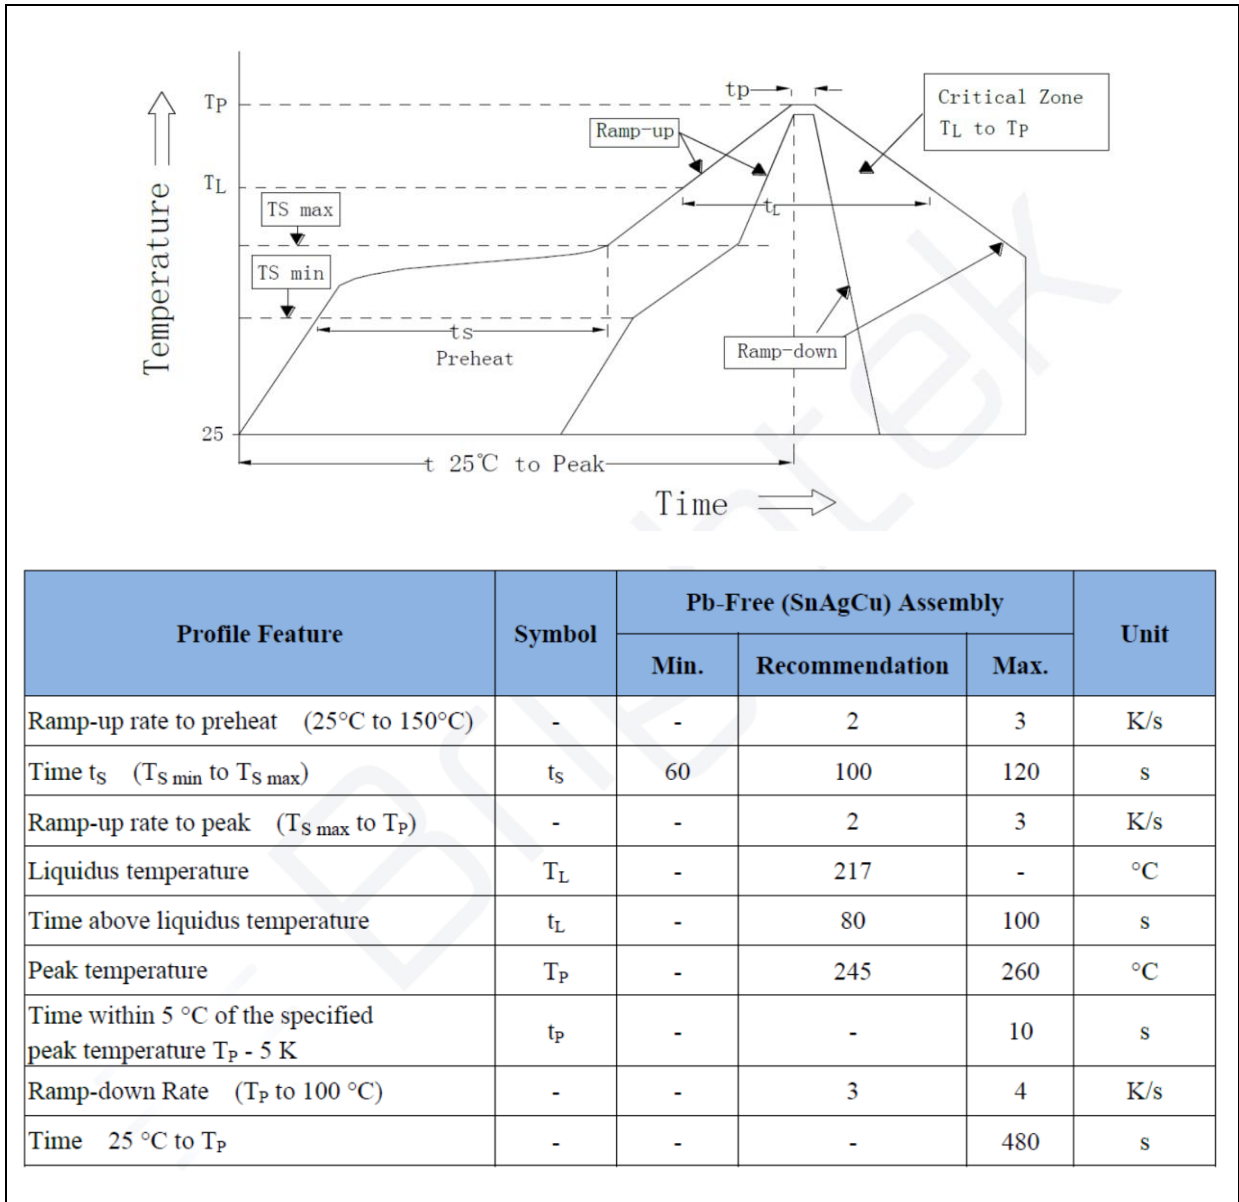 tp
Critical Zone
TL to TP
TP
Ramp-up
TL
TS max
tL
TS min
ts
Preheat
Ramp-down
Temperature
25
t 25℃ to Peak
Time
Brightek
Profile Feature
Symbol
Pb-Free (SnAgCu) Assembly
Unit
Min.
Recommendation
Max.
Ramp-up rate to preheat (25°C to 150°C) - - 2 3 K/s
Time tS (TS min to TS max) tS 60 100 120 s
Ramp-up rate to peak (TS max to TP) - - 2 3 K/s
Liquidus temperature TL - 217 - °C
Time above liquidus temperature tL - 80 100 s
Peak temperature TP - 245 260 °C
Time within 5 °C of the specified
peak temperature TP - 5 K tP - - 10 s
Ramp-down Rate (TP to 100 °C) - - 3 4 K/s
Time 25 °C to TP - - - 480 s